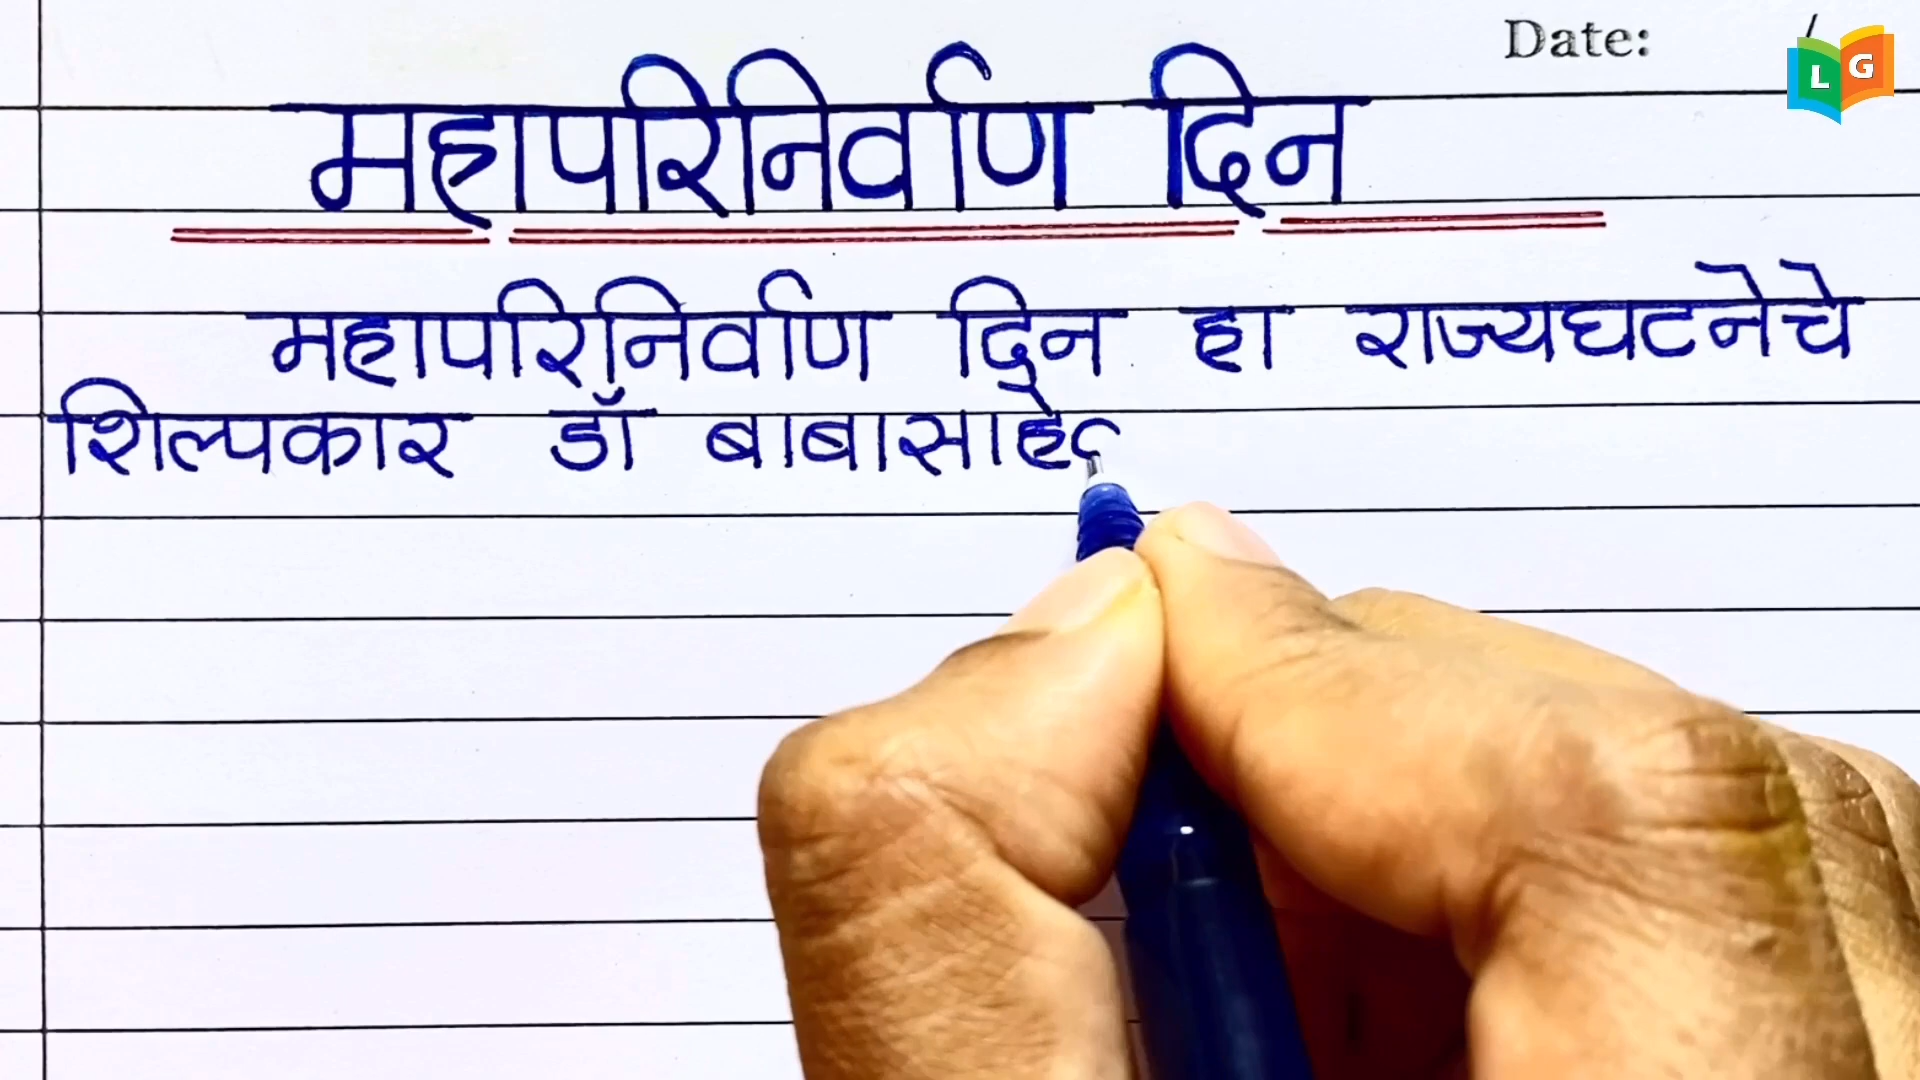 Date: /
L G
महापरिनिर्वाण दिन
महापरिनिर्वाण दिन हा राज्यघटनेचे
शिल्पकार डॉ बाबासाहे